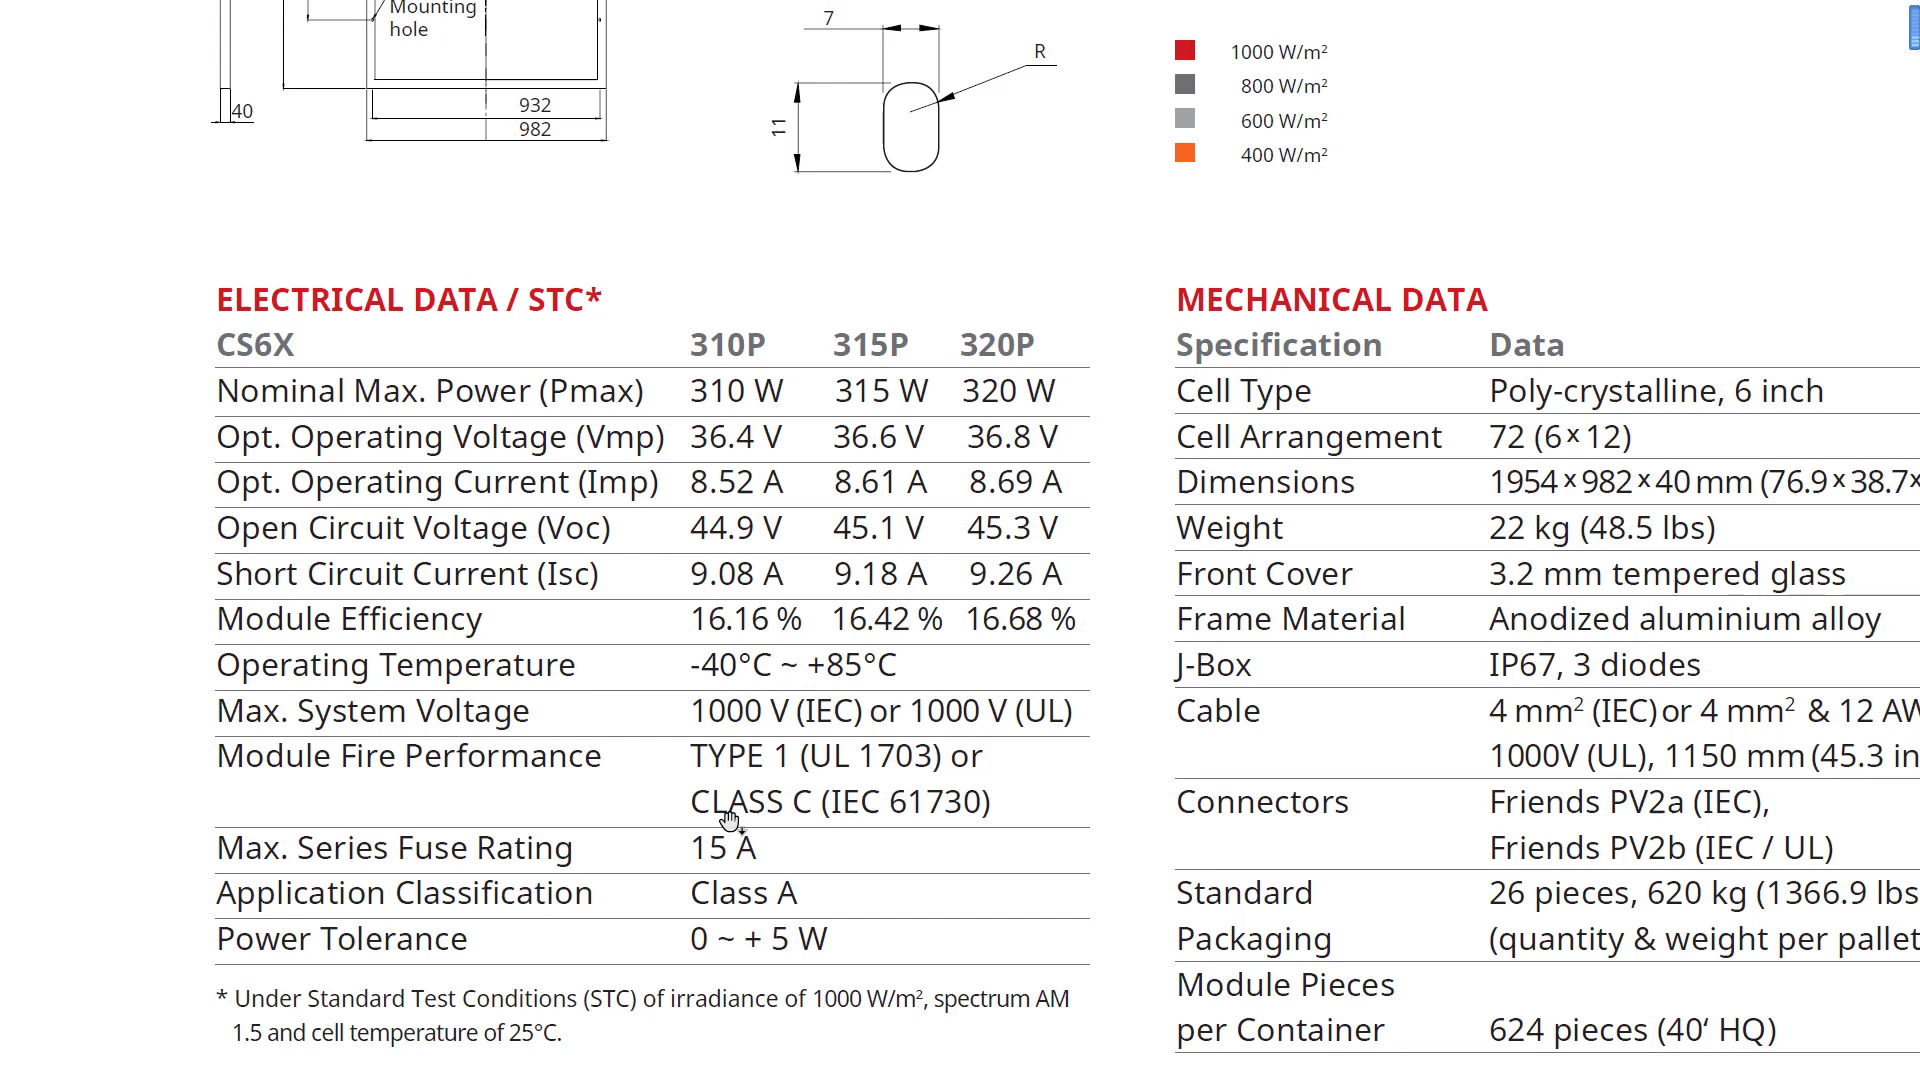 Mounting
hole
40
932
982
7
R
11
1000 W/m²
800 W/m²
600 W/m²
400 W/m²
ELECTRICAL DATA / STC*
CS6X 310P 315P 320P
Nominal Max. Power (Pmax) 310 W 315 W 320 W
Opt. Operating Voltage (Vmp) 36.4 V 36.6 V 36.8 V
Opt. Operating Current (Imp) 8.52 A 8.61 A 8.69 A
Open Circuit Voltage (Voc) 44.9 V 45.1 V 45.3 V
Short Circuit Current (Isc) 9.08 A 9.18 A 9.26 A
Module Efficiency 16.16 % 16.42 % 16.68 %
Operating Temperature -40°C ~ +85°C
Max. System Voltage 1000 V (IEC) or 1000 V (UL)
Module Fire Performance TYPE 1 (UL 1703) or
CLASS C (IEC 61730)
Max. Series Fuse Rating 15 A
Application Classification Class A
Power Tolerance 0 ~ + 5 W
* Under Standard Test Conditions (STC) of irradiance of 1000 W/m², spectrum AM
1.5 and cell temperature of 25°C.
MECHANICAL DATA
Specification Data
Cell Type Poly-crystalline, 6 inch
Cell Arrangement 72 (6 x 12)
Dimensions 1954 x 982 x 40 mm (76.9 x 38.7 x
Weight 22 kg (48.5 lbs)
Front Cover 3.2 mm tempered glass
Frame Material Anodized aluminium alloy
J-Box IP67, 3 diodes
Cable 4 mm² (IEC) or 4 mm² & 12 AW
1000V (UL), 1150 mm (45.3 in
Connectors Friends PV2a (IEC),
Friends PV2b (IEC / UL)
Standard 26 pieces, 620 kg (1366.9 lbs
Packaging (quantity & weight per pallet
Module Pieces
per Container 624 pieces (40‘ HQ)